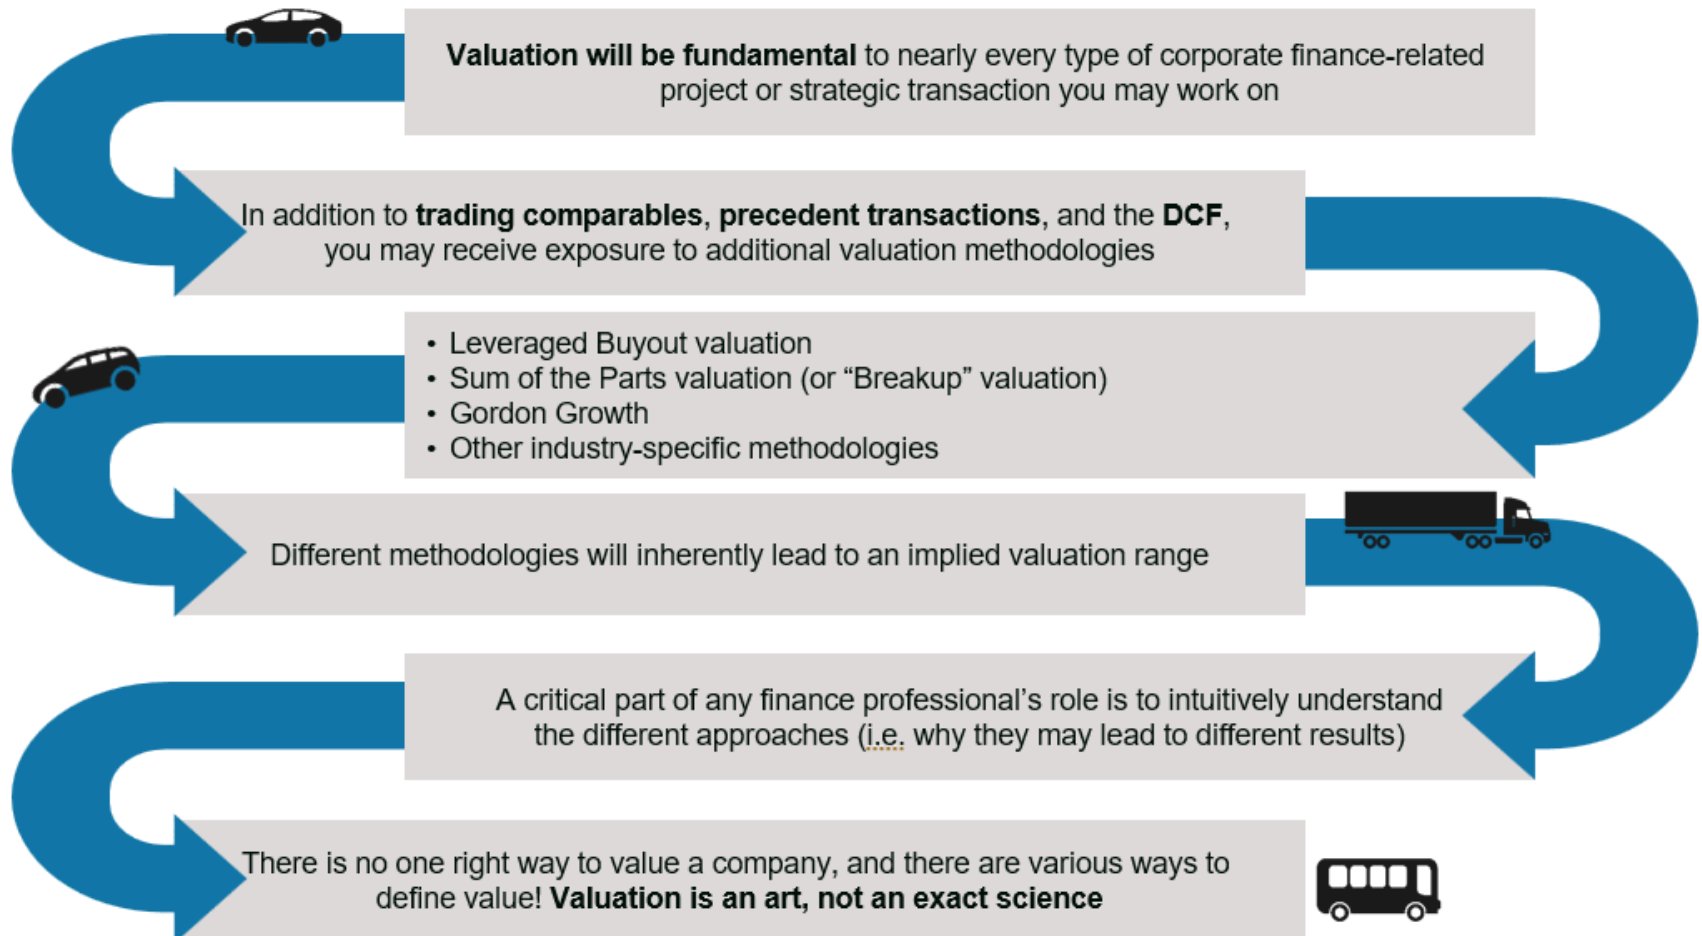 Valuation will be fundamental to nearly every type of corporate finance-related
project or strategic transaction you may work on
In addition to trading comparables, precedent transactions, and the DCF,
you may receive exposure to additional valuation methodologies
• Leveraged Buyout valuation
• Sum of the Parts valuation (or “Breakup” valuation)
• Gordon Growth
• Other industry-specific methodologies
Different methodologies will inherently lead to an implied valuation range
A critical part of any finance professional’s role is to intuitively understand
the different approaches (i.e. why they may lead to different results)
There is no one right way to value a company, and there are various ways to
define value! Valuation is an art, not an exact science